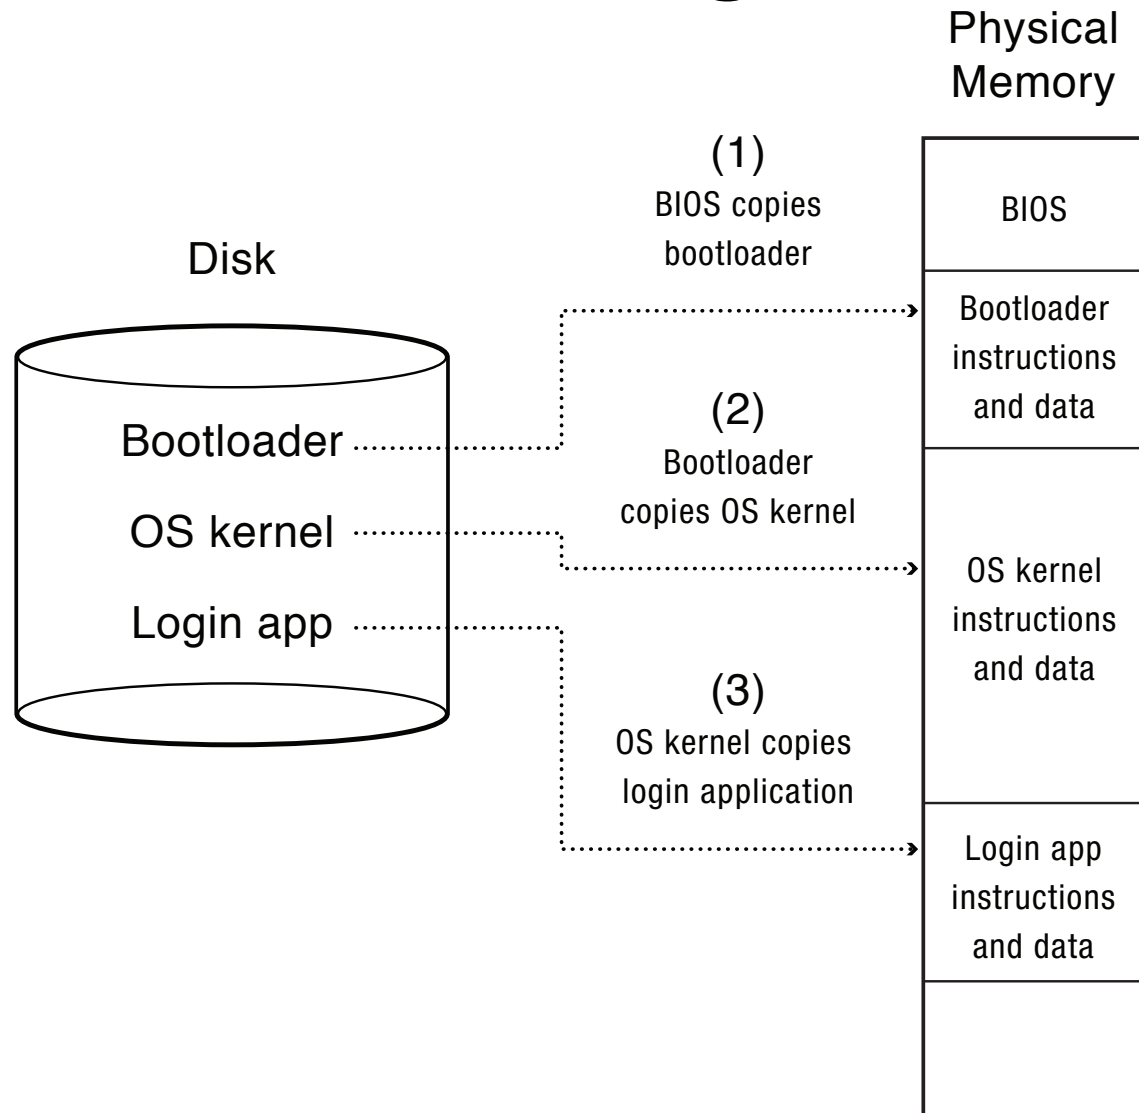 Physical
Memory
(1)
BIOS copies
bootloader
BIOS
Disk
Bootloader
instructions
and data
(2)
Bootloader
copies OS kernel
Bootloader
OS kernel
Login app
OS kernel
instructions
and data
(3)
OS kernel copies
login application
Login app
instructions
and data